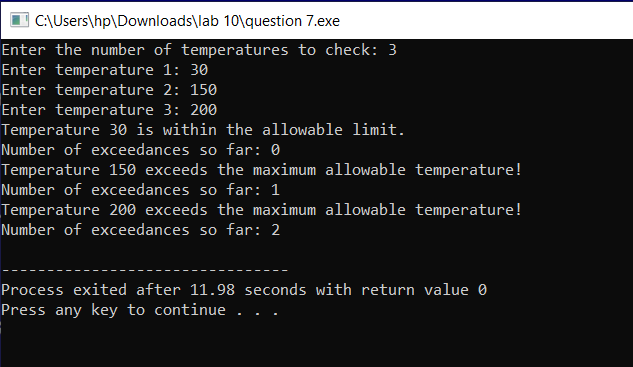 C:\Users\hp\Downloads\lab 10\question 7.exe
Enter the number of temperatures to check: 3
Enter temperature 1: 30
Enter temperature 2: 150
Enter temperature 3: 200
Temperature 30 is within the allowable limit.
Number of exceedances so far: 0
Temperature 150 exceeds the maximum allowable temperature!
Number of exceedances so far: 1
Temperature 200 exceeds the maximum allowable temperature!
Number of exceedances so far: 2
--------------------------------
Process exited after 11.98 seconds with return value 0
Press any key to continue . . .